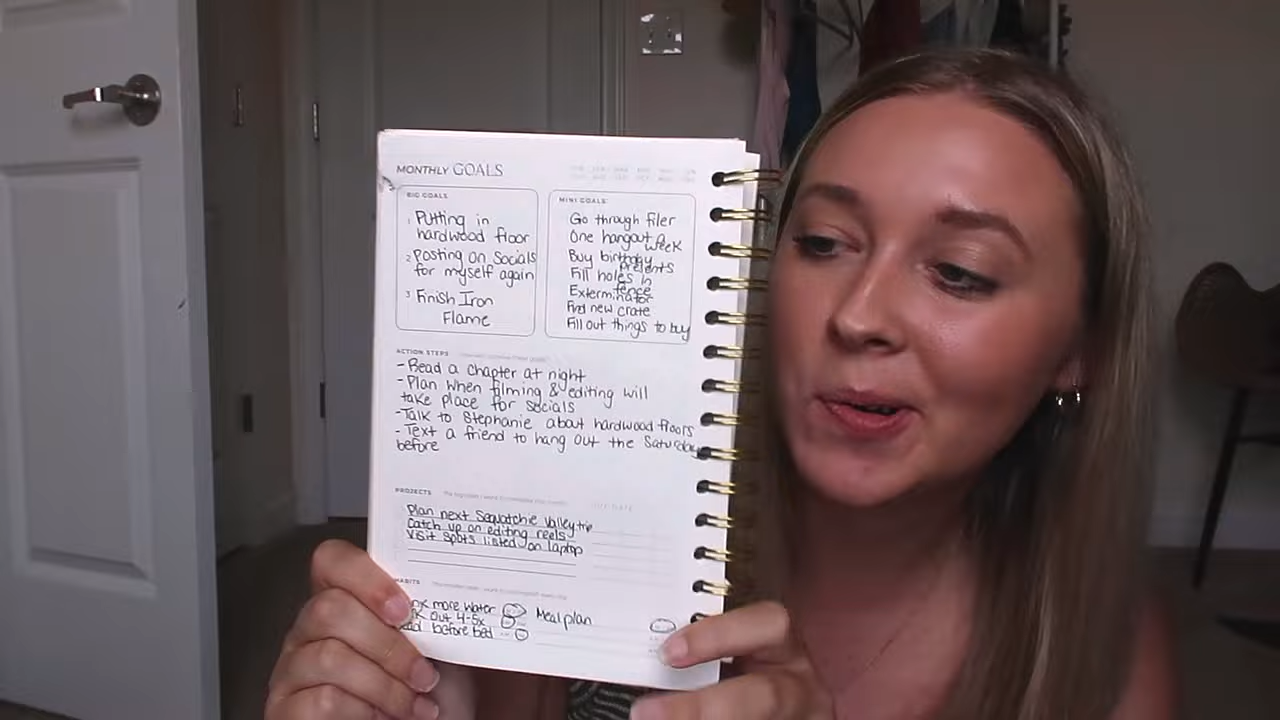 MONTHLY GOALS
BIG GOALS
1 Putting in
hardwood floor
2 Posting on Socials
for myself again
3 Finish Iron
Flame
MINI GOALS
Go through filer
One hangout a week
Buy birthday presents
Fill holes in fence
Exterminator
Find new crate
Fill out things to buy
ACTION STEPS
-Read a chapter at night
-Plan when filming & editing will
take place for socials
-Talk to Stephanie about hardwood floors
-Text a friend to hang out the Saturday
before
PROJECTS
Plan next Sequatchie Valley trip
Catch up on editing reels
Visit spots listed on laptop
HABITS
more water
4-5x
before bed
Meal plan